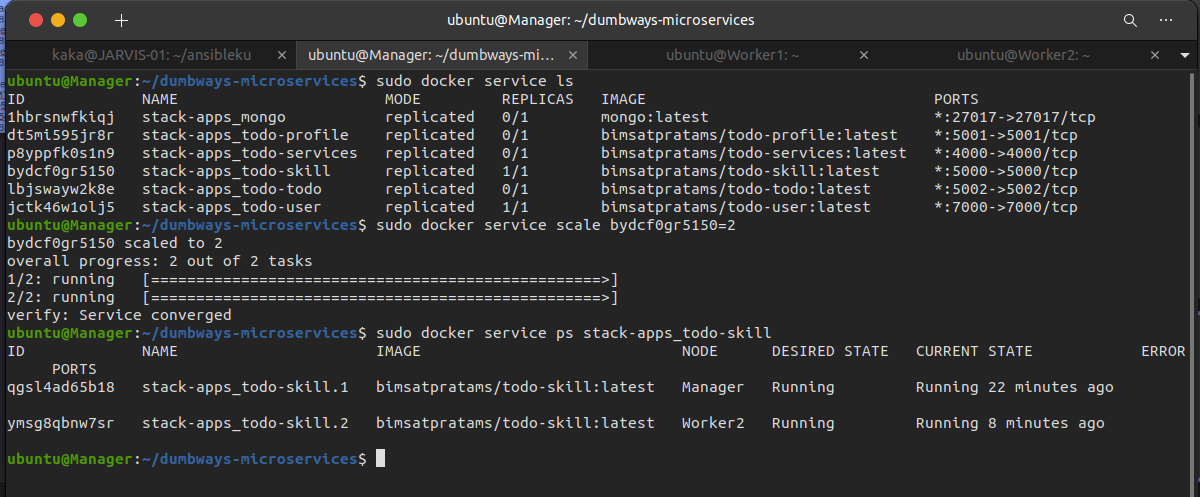 ubuntu@Manager: ~/dumbways-microservices
kaka@JARVIS-01: ~/ansibleku
ubuntu@Manager: ~/dumbways-mi...
ubuntu@Worker1: ~
ubuntu@Worker2: ~
ubuntu@Manager:~/dumbways-microservices$ sudo docker service ls
ID NAME MODE REPLICAS IMAGE PORTS
1hbrsnwfkiqj stack-apps_mongo replicated 0/1 mongo:latest *:27017->27017/tcp
dt5mi595jr8r stack-apps_todo-profile replicated 0/1 bimsatpratams/todo-profile:latest *:5001->5001/tcp
p8yppfk0s1n9 stack-apps_todo-services replicated 0/1 bimsatpratams/todo-services:latest *:4000->4000/tcp
bydcf0gr5150 stack-apps_todo-skill replicated 1/1 bimsatpratams/todo-skill:latest *:5000->5000/tcp
lbjswayw2k8e stack-apps_todo-todo replicated 0/1 bimsatpratams/todo-todo:latest *:5002->5002/tcp
jctk46w1olj5 stack-apps_todo-user replicated 1/1 bimsatpratams/todo-user:latest *:7000->7000/tcp
ubuntu@Manager:~/dumbways-microservices$ sudo docker service scale bydcf0gr5150=2
bydcf0gr5150 scaled to 2
overall progress: 2 out of 2 tasks
1/2: running [==================================================>]
2/2: running [==================================================>]
verify: Service converged
ubuntu@Manager:~/dumbways-microservices$ sudo docker service ps stack-apps_todo-skill
ID NAME IMAGE NODE DESIRED STATE CURRENT STATE ERROR
PORTS
qgsl4ad65b18 stack-apps_todo-skill.1 bimsatpratams/todo-skill:latest Manager Running Running 22 minutes ago
ymsg8qbnw7sr stack-apps_todo-skill.2 bimsatpratams/todo-skill:latest Worker2 Running Running 8 minutes ago
ubuntu@Manager:~/dumbways-microservices$